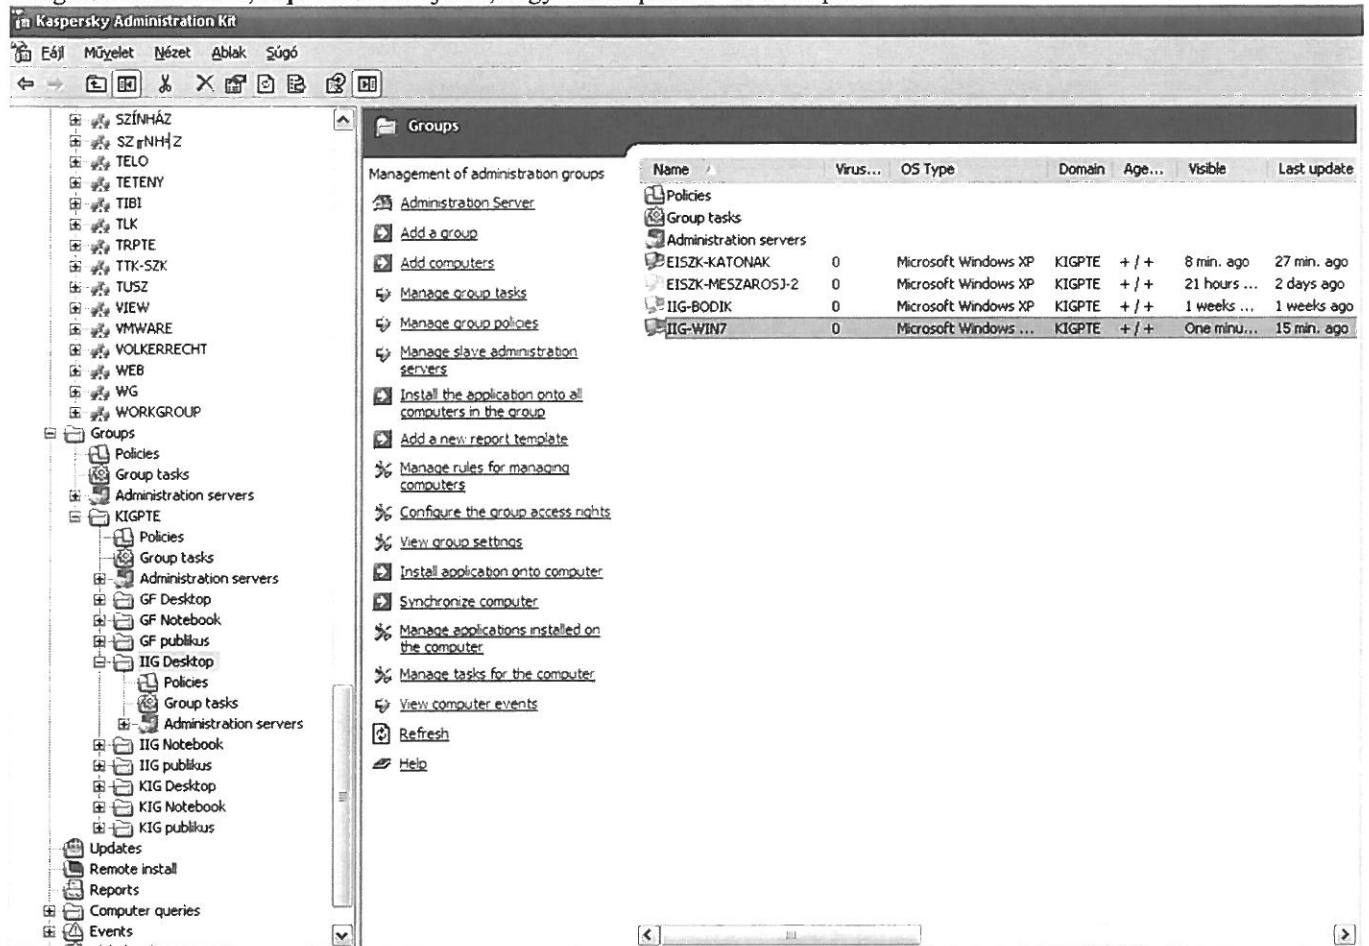 Kaspersky Administration Kit
Fájl Művelet Nézet Ablak Súgó
SZÍNHÁZ
TELO
TETENY
TIBI
TLK
TRPTE
TTK-SZK
TUSZ
VIEW
VMWARE
VOLKERRECHT
WEB
WG
WORKGROUP
Groups
Policies
Group tasks
Administration servers
KIGPTE
Policies
Group tasks
Administration servers
GF Desktop
GF Notebook
GF publikus
IIG Desktop
Policies
Group tasks
Administration servers
IIG Notebook
IIG publikus
KIG Desktop
KIG Notebook
KIG publikus
Updates
Remote install
Reports
Computer queries
Events
Groups
Management of administration groups
Administration Server
Add a group
Add computers
Manage group tasks
Manage group policies
Manage slave administration
servers
Install the application onto all
computers in the group
Add a new report template
Manage rules for managing
computers
Configure the group access rights
View group settings
Install application onto computer
Synchronize computer
Manage applications installed on
the computer
Manage tasks for the computer
View computer events
Refresh
Help
Name Virus... OS Type Domain Age... Visible Last update
Policies
Group tasks
Administration servers
EISZK-KATONAK 0 Microsoft Windows XP KIGPTE + / + 8 min. ago 27 min. ago
EISZK-MESZAROSJ-2 0 Microsoft Windows XP KIGPTE + / + 21 hours ... 2 days ago
IIG-BODIK 0 Microsoft Windows XP KIGPTE + / + 1 weeks ... 1 weeks ago
IIG-WIN7 0 Microsoft Windows ... KIGPTE + / + One minu... 15 min. ago